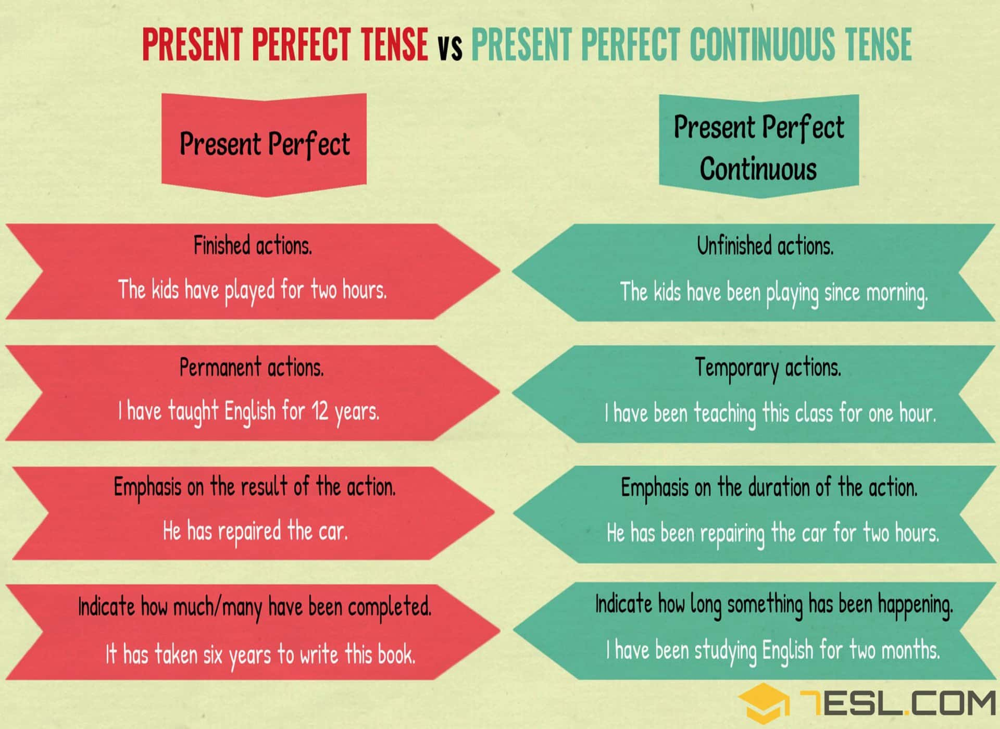 PRESENT PERFECT TENSE vs PRESENT PERFECT CONTINUOUS TENSE
Present Perfect
Present Perfect
Continuous
Finished actions.
The kids have played for two hours.
Unfinished actions.
The kids have been playing since morning.
Permanent actions.
I have taught English for 12 years.
Temporary actions.
I have been teaching this class for one hour.
Emphasis on the result of the action.
He has repaired the car.
Emphasis on the duration of the action.
He has been repairing the car for two hours.
Indicate how much/many have been completed.
It has taken six years to write this book.
Indicate how long something has been happening.
I have been studying English for two months.
7ESL.COM